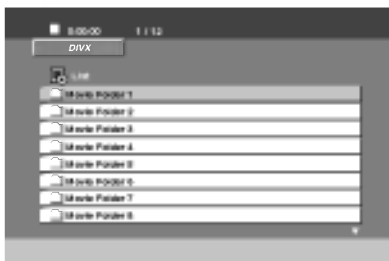 0:00:00 1 / 12
DIVX
List
Movie Folder 1
Movie Folder 2
Movie Folder 3
Movie Folder 4
Movie Folder 5
Movie Folder 6
Movie Folder 7
Movie Folder 8